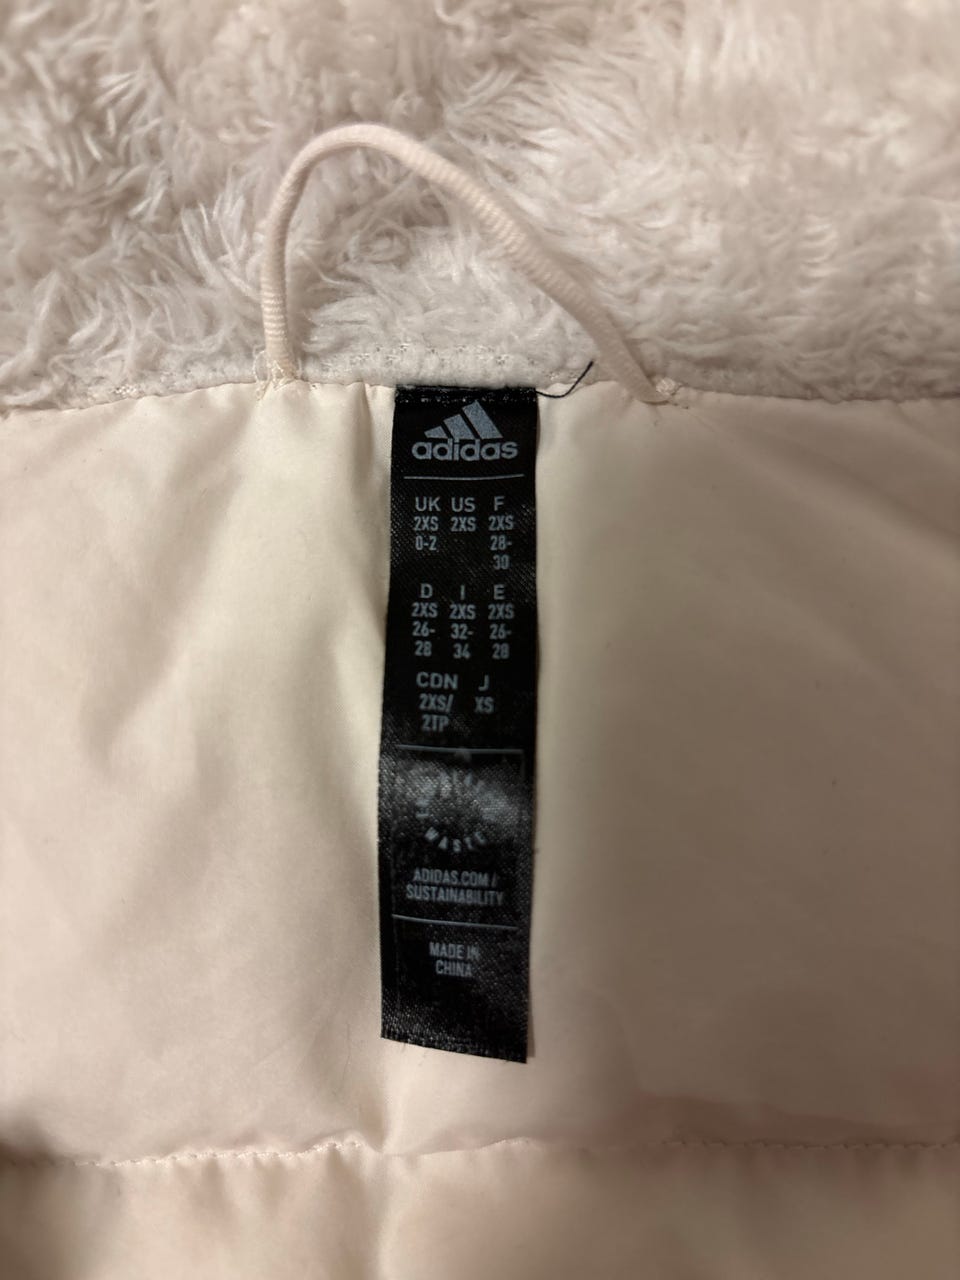 adidas
UK US F
2XS 2XS 2XS
0-2 28-
30
D I E
2XS 2XS 2XS
26- 32- 26-
28 34 28
CDN J
2XS/ XS
2TP
WASTE
ADIDAS.COM/
SUSTAINABILITY
MADE IN
CHINA